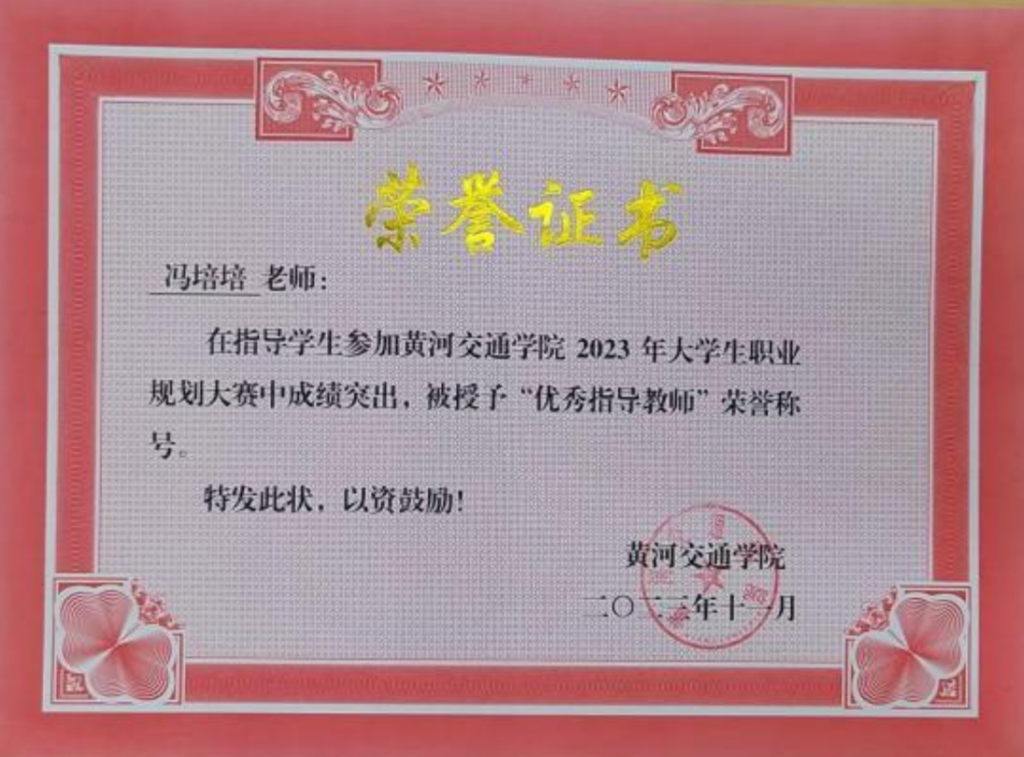 荣誉证书
冯培培 老师：
在指导学生参加黄河交通学院 2023 年大学生职业
规划大赛中成绩突出，被授予“优秀指导教师”荣誉称
号。
特发此状，以资鼓励！
黄河交通学院
二〇二三年十一月